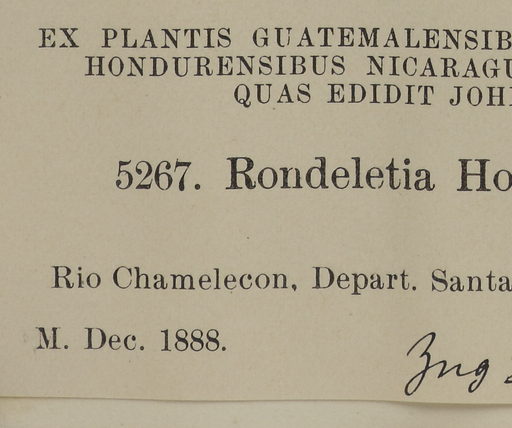 EX PLANTIS GUATEMALENSIB
HONDURENSIBUS NICARAGU
QUAS EDIDIT JOH
5267. Rondeletia Ho
Rio Chamelecon, Depart. Santa
M. Dec. 1888.